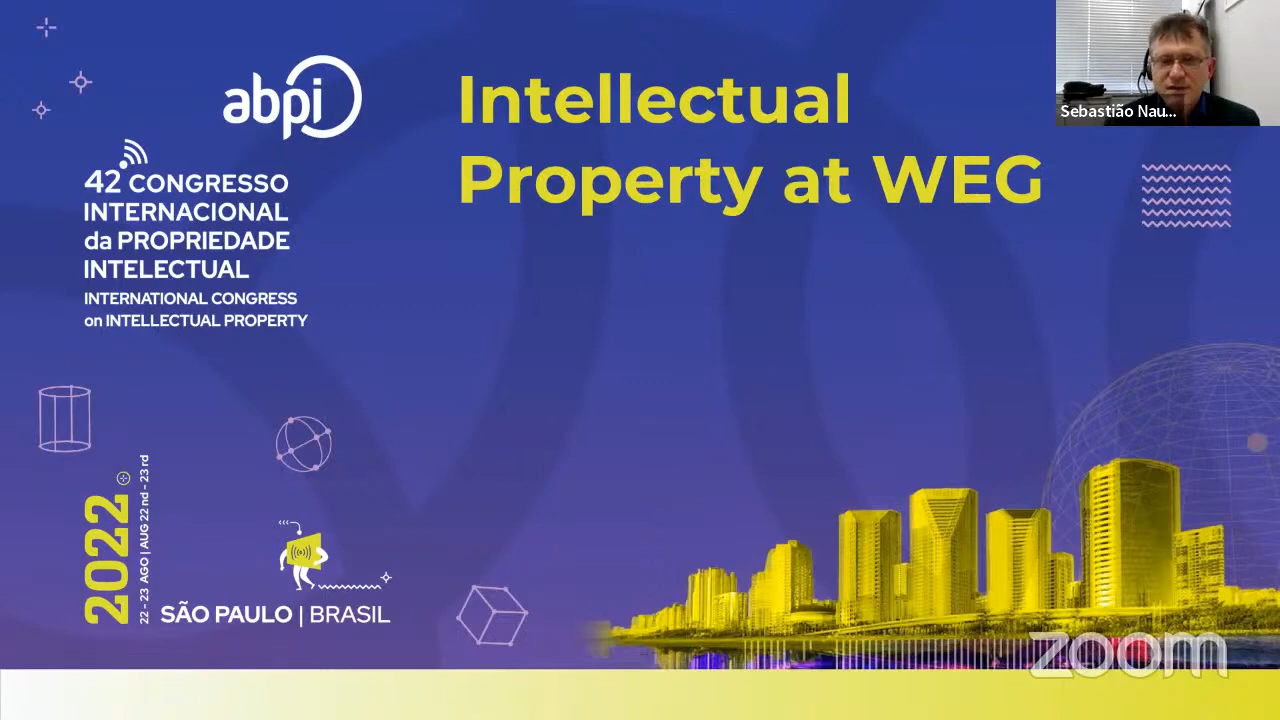 abpi
42 CONGRESSO
INTERNACIONAL
da PROPRIEDADE
INTELECTUAL
INTERNATIONAL CONGRESS
on INTELLECTUAL PROPERTY
Intellectual
Property at WEG
Sebastião Nau...
2022
22 - 23 AGO | AUG 22 nd - 23 rd
SÃO PAULO | BRASIL
zoom